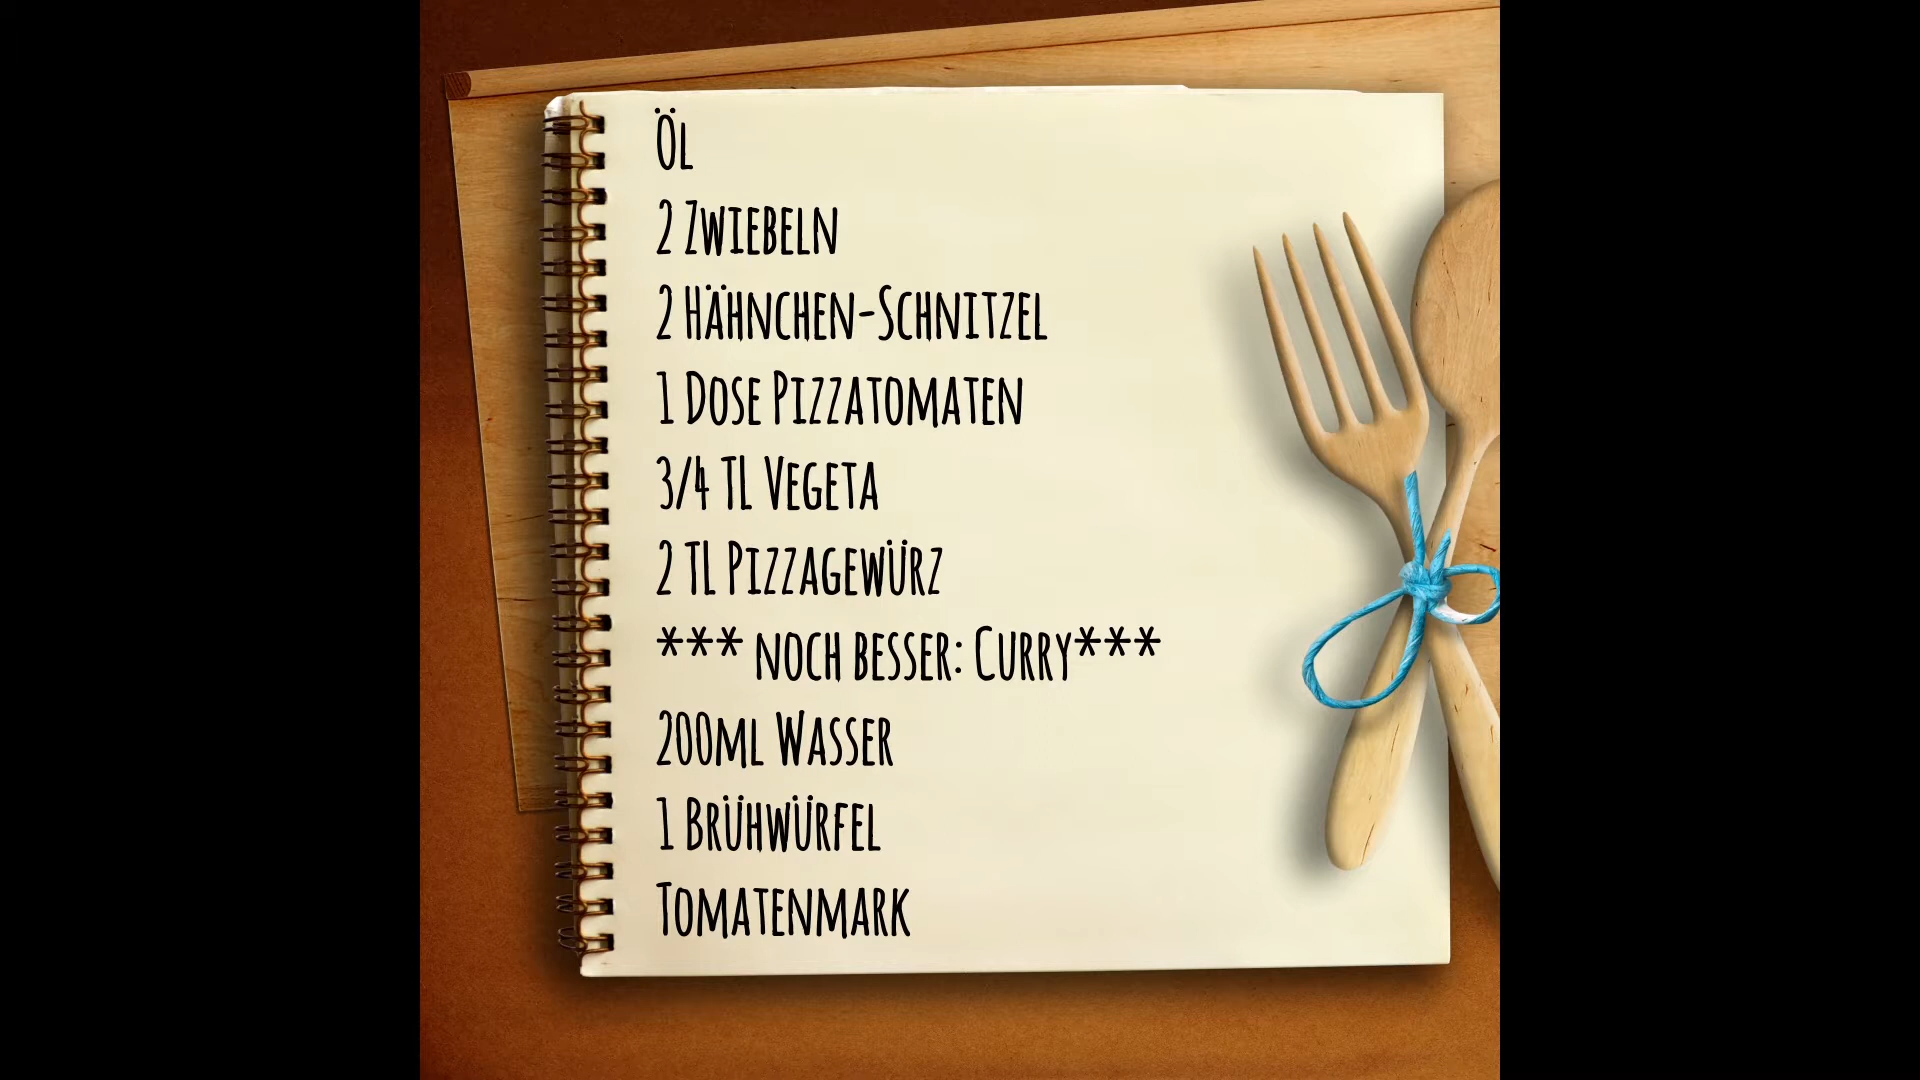 Öl
2 Zwiebeln
2 Hähnchen-Schnitzel
1 Dose Pizzatomaten
3/4 Tl Vegeta
2 Tl Pizzagewürz
*** noch besser: Curry***
200ml Wasser
1 Brühwürfel
Tomatenmark